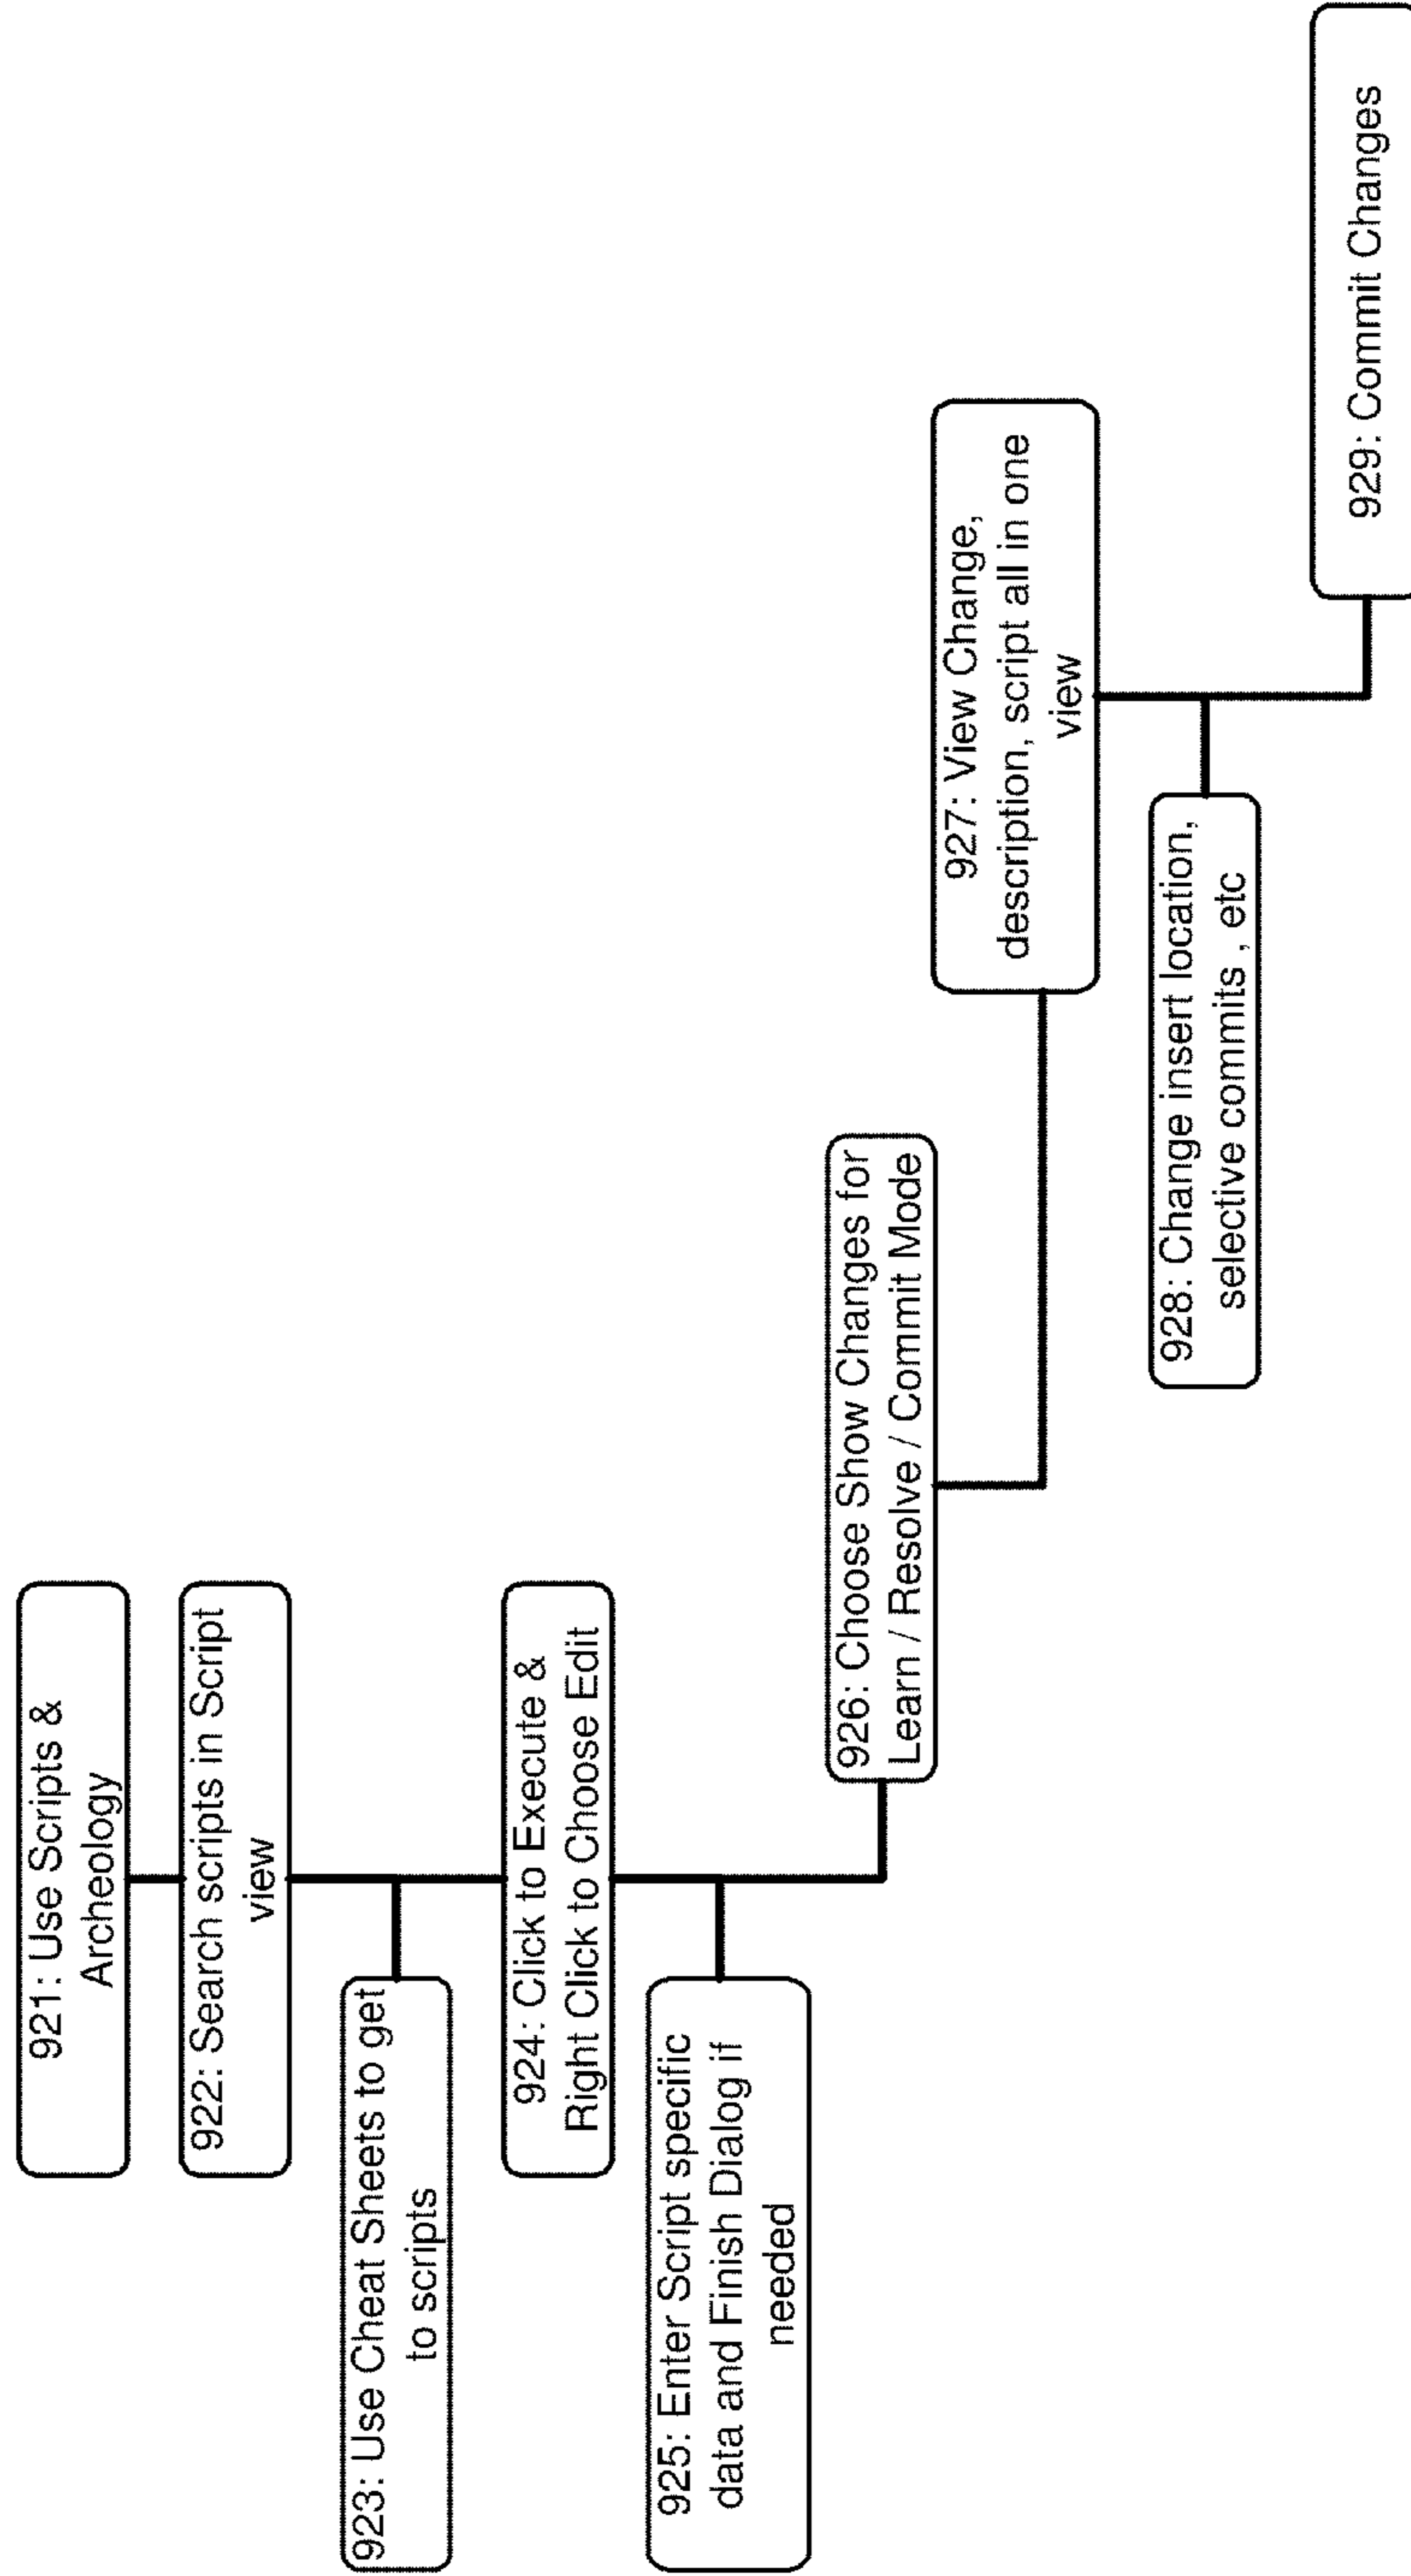 921: Use Scripts &
Archeology
922: Search scripts in Script
view
923: Use Cheat Sheets to get
to scripts
924: Click to Execute &
Right Click to Choose Edit
925: Enter Script specific
data and Finish Dialog if
needed
926: Choose Show Changes for
Learn / Resolve / Commit Mode
927: View Change,
description, script all in one
view
928: Change insert location,
selective commits , etc
929: Commit Changes